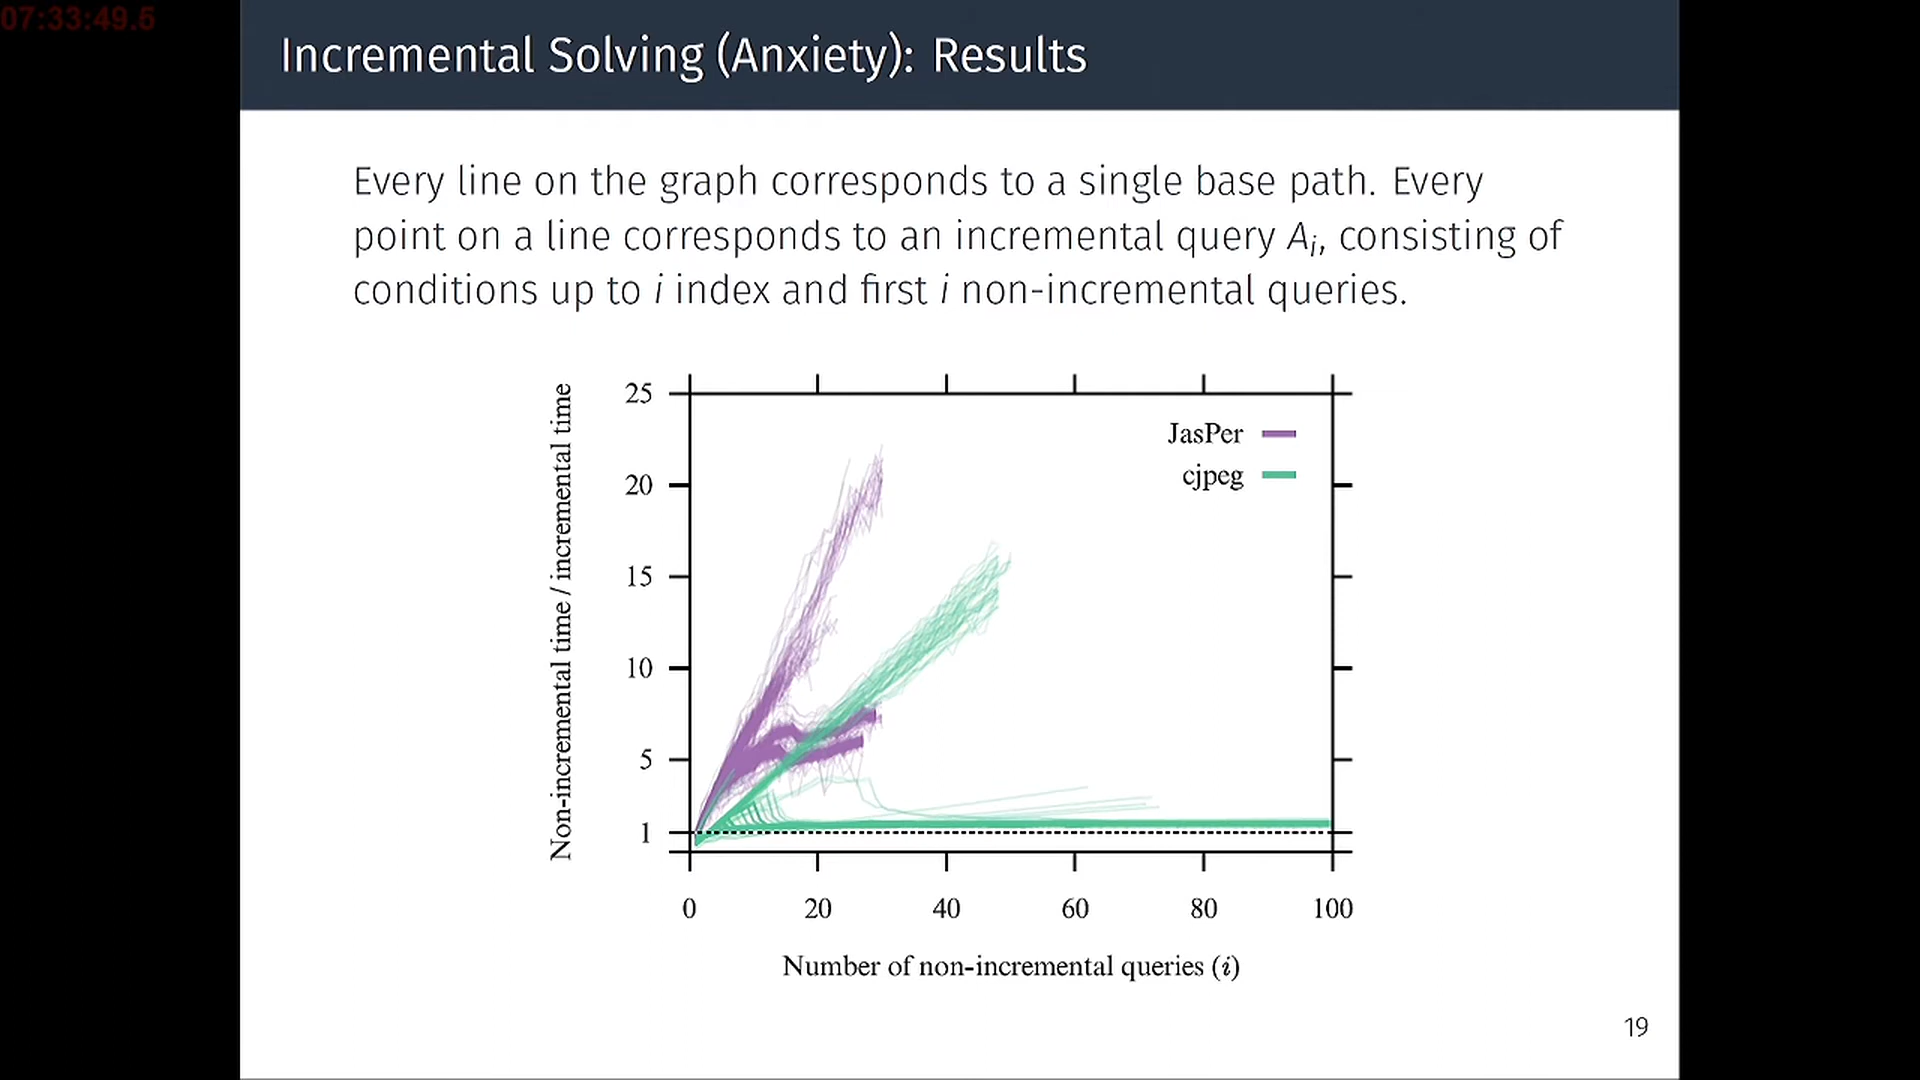 07:33:49.5
Incremental Solving (Anxiety): Results
Every line on the graph corresponds to a single base path. Every
point on a line corresponds to an incremental query Ai, consisting of
conditions up to i index and first i non-incremental queries.
Non-incremental time / incremental time
25
20
15
10
5
1
JasPer
cjpeg
0 20 40 60 80 100
Number of non-incremental queries (i)
19